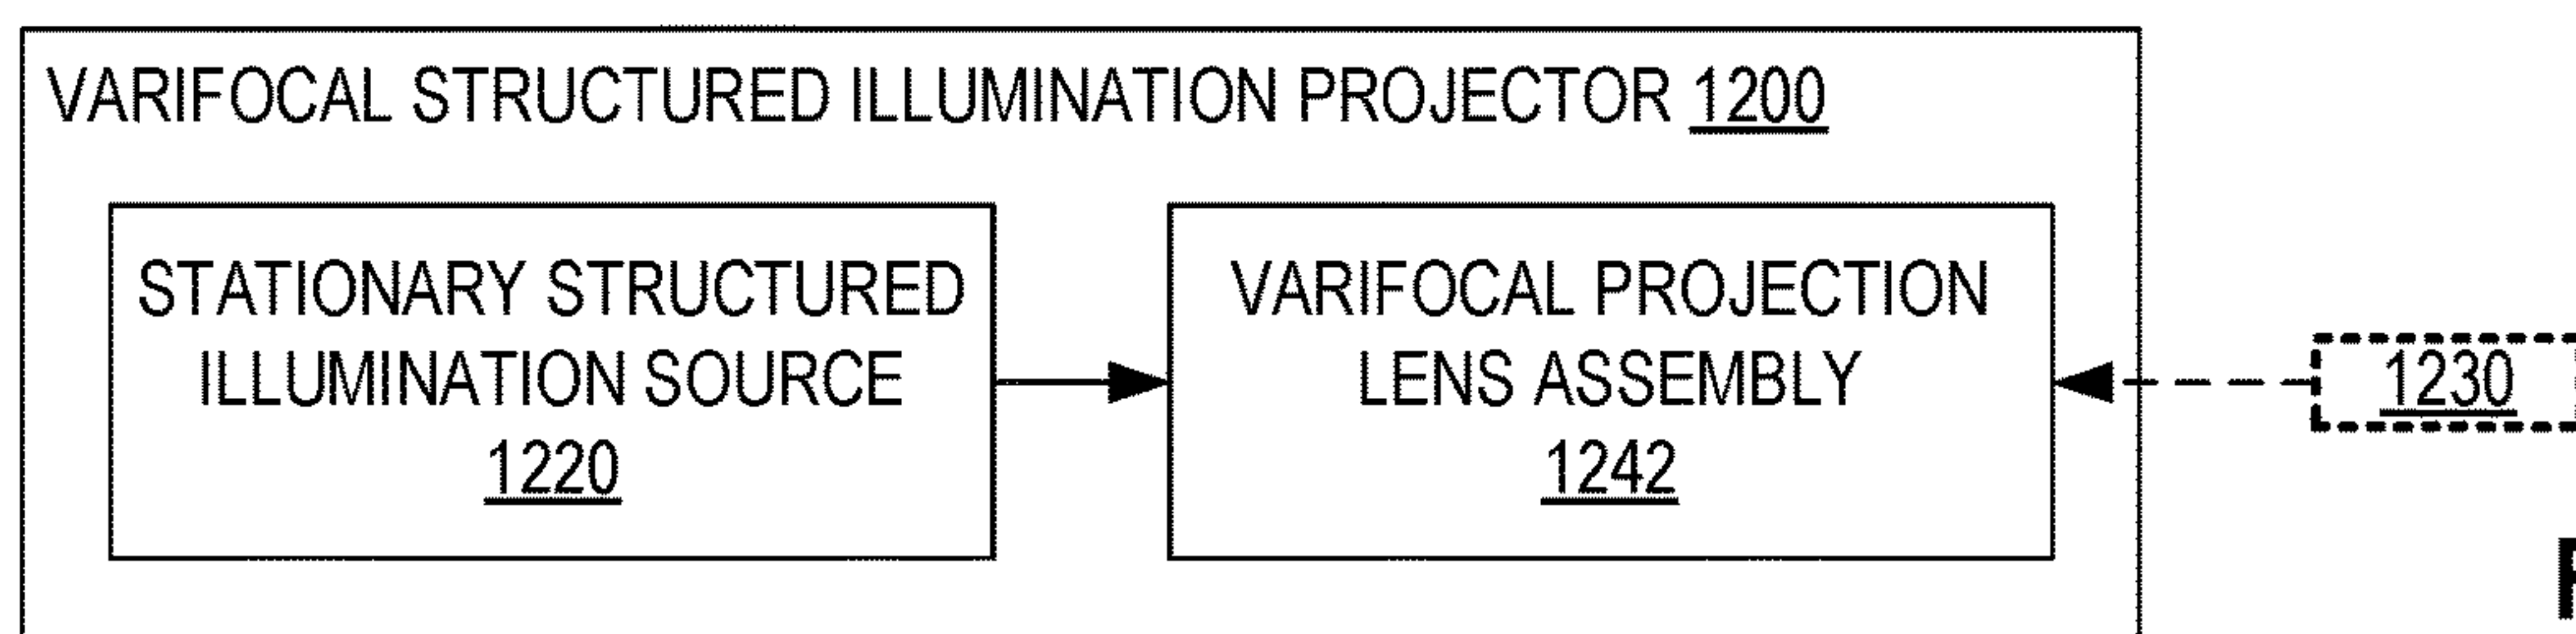 VARIFOCAL STRUCTURED ILLUMINATION PROJECTOR 1200
STATIONARY STRUCTURED
ILLUMINATION SOURCE
1220
VARIFOCAL PROJECTION
LENS ASSEMBLY
1242
1230